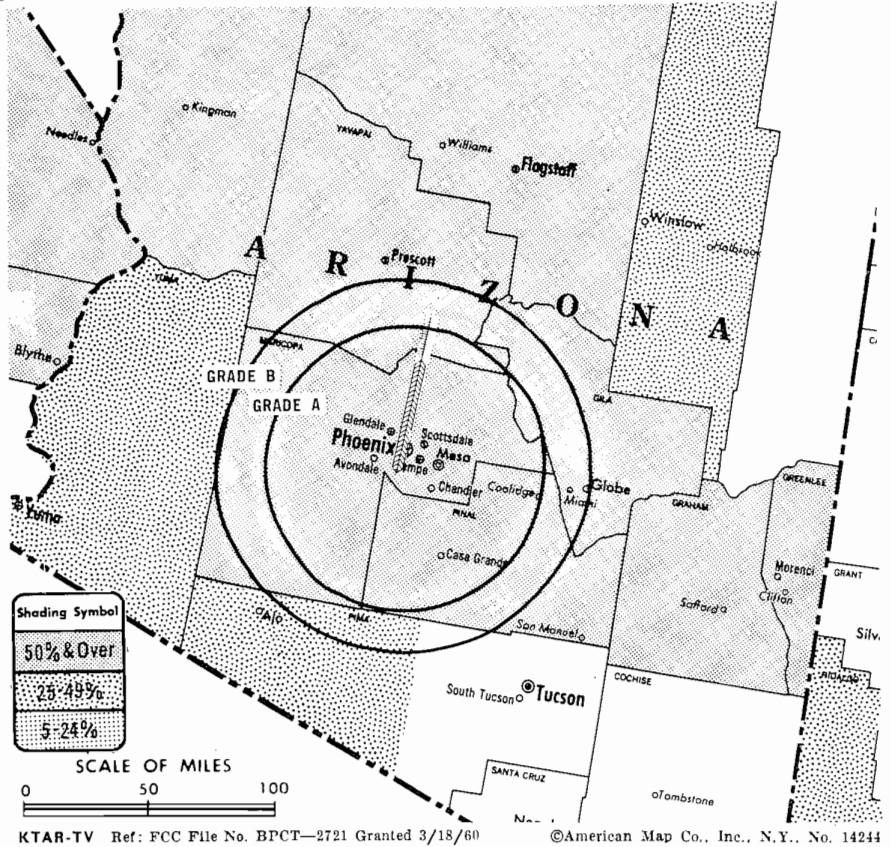 Kingman
Needles
YAVAPAI
Williams
Flagstaff
Winslow
Holbrook
A R I Z O N A
Prescott
YUMA
Blythe
MARICOPA
GRADE B
GRADE A
GILA
Glendale
Scottsdale
Phoenix
Mesa
Avondale
Chandler
Coolidge
Miami
Globe
PINAL
GRAHAM
GREENLEE
Yuma
Casa Grande
Morenci
GRANT
Clifton
Safford
Ajo
PIMA
San Manuel
Shading Symbol
50% & Over
25-49%
5-24%
COCHISE
HIDALGO
South Tucson
Tucson
SANTA CRUZ
Tombstone
SCALE OF MILES
0 50 100
KTAR-TV Ref: FCC File No. BPCT—2721 Granted 3/18/60 ©American Map Co., Inc., N.Y., No. 14244